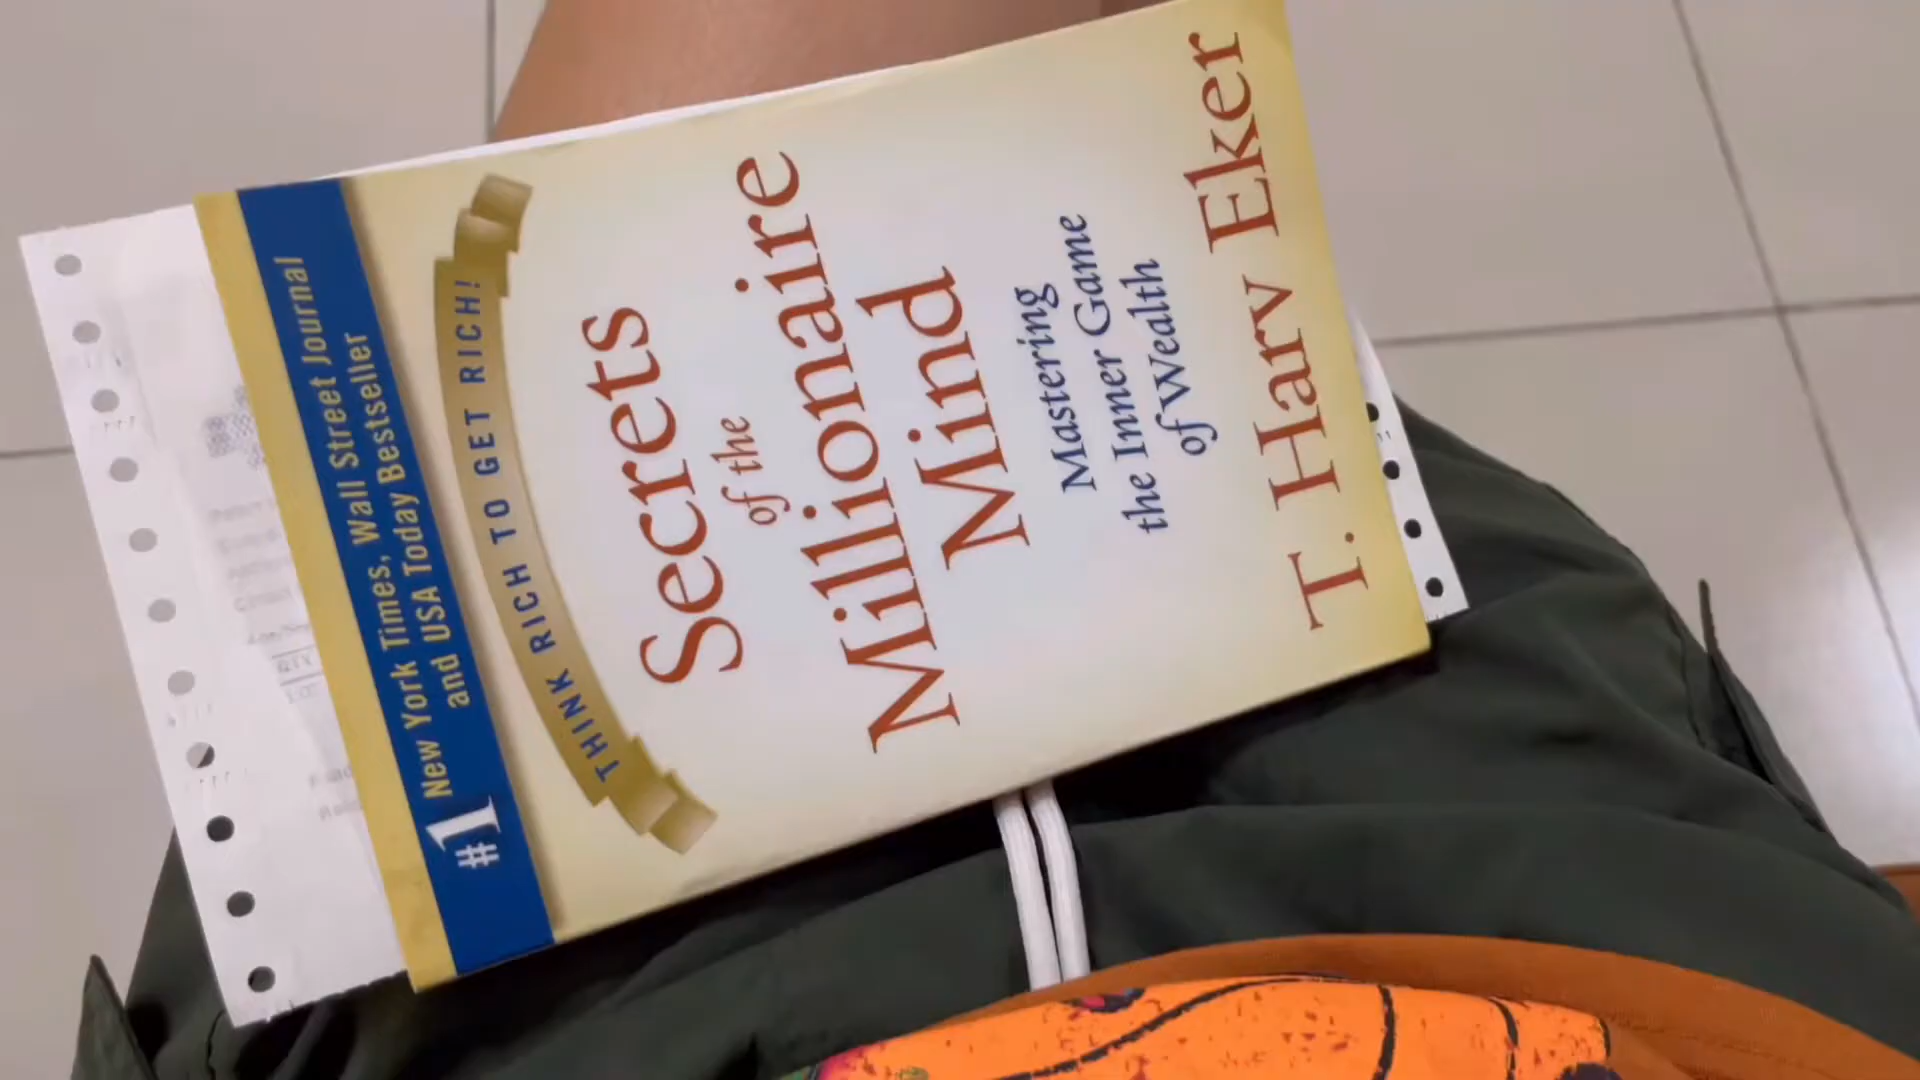 #1 New York Times, Wall Street Journal
and USA Today Bestseller
THINK RICH TO GET RICH!
Secrets
of the
Millionaire
Mind
Mastering
the Inner Game
of Wealth
T. Harv Eker
QTY